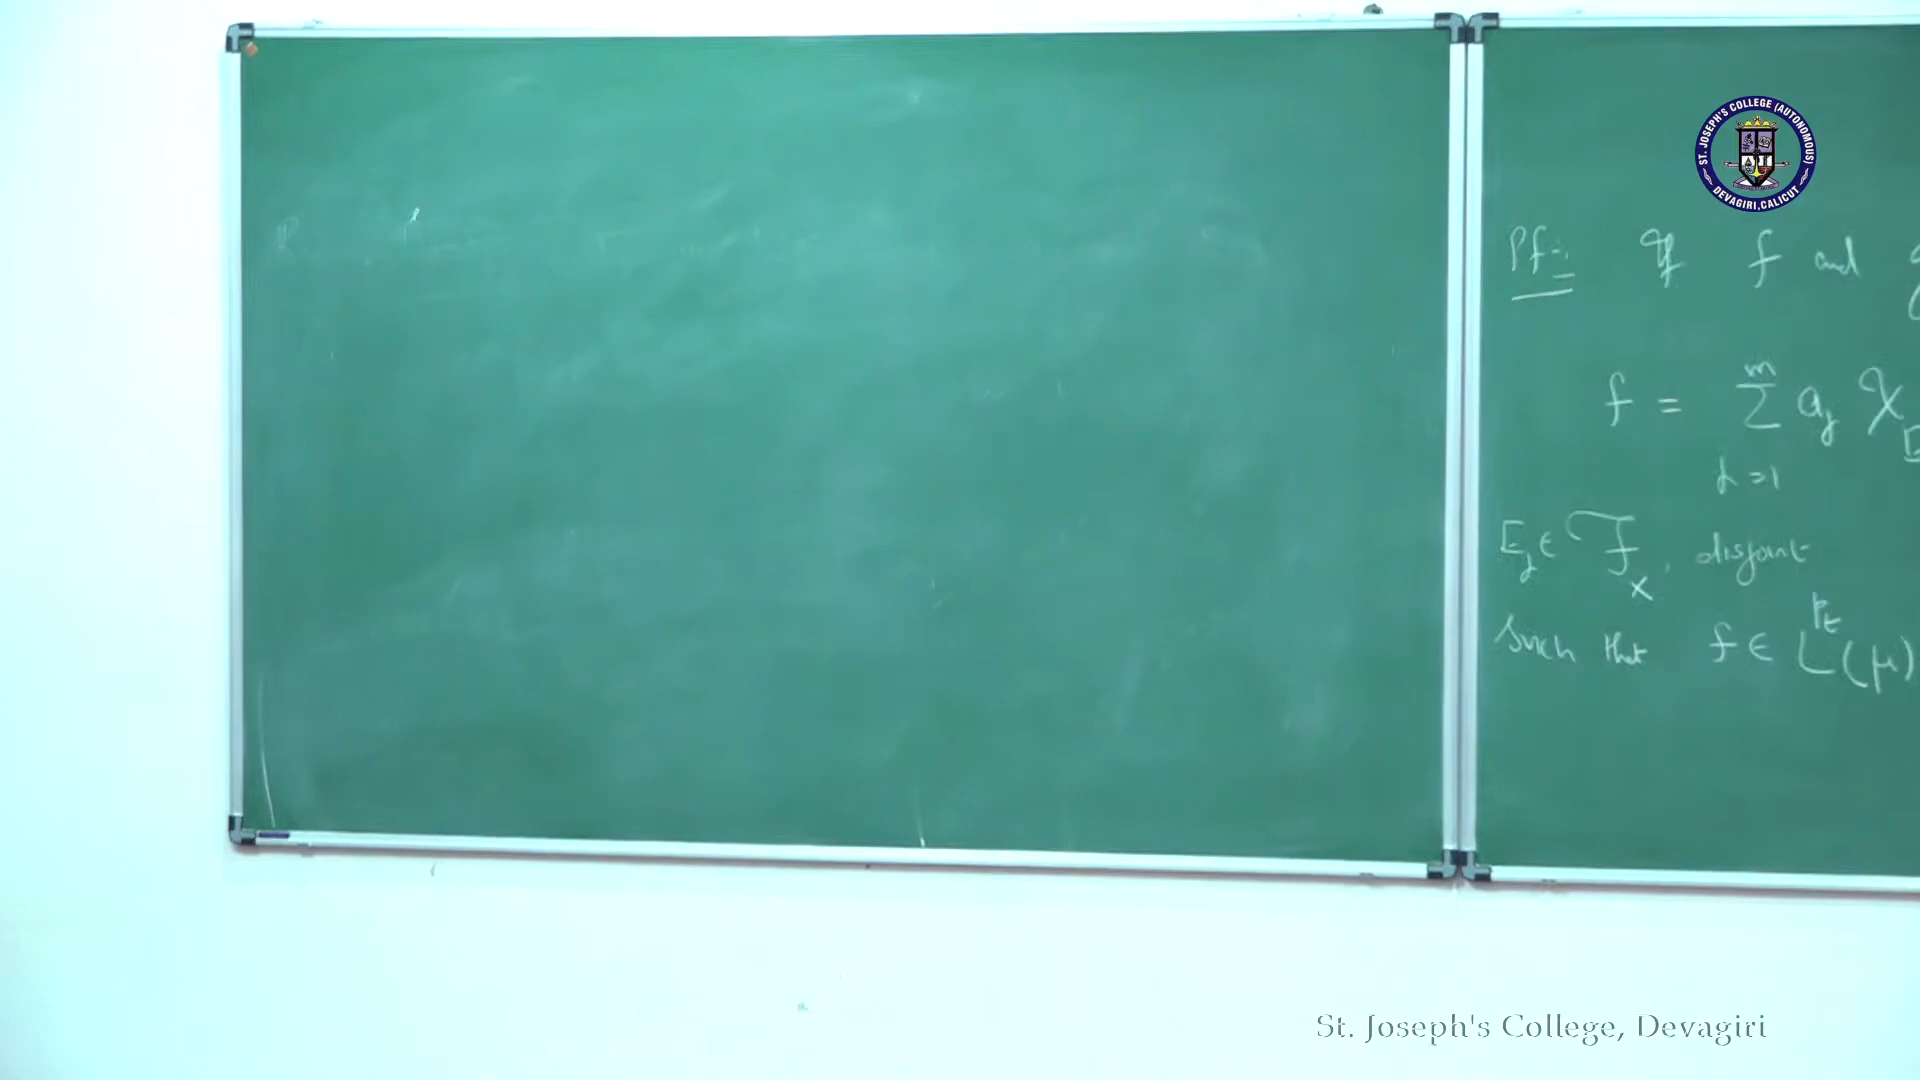 ST. JOSEPH'S COLLEGE (AUTONOMOUS)
DEVAGIRI, CALICUT
Pf:- If f and
f = m Σ j=1 a_j χ
E_j ∈ F_X, disjoint
Such that f ∈ L^{p_t}(μ)
St. Joseph's College, Devagiri